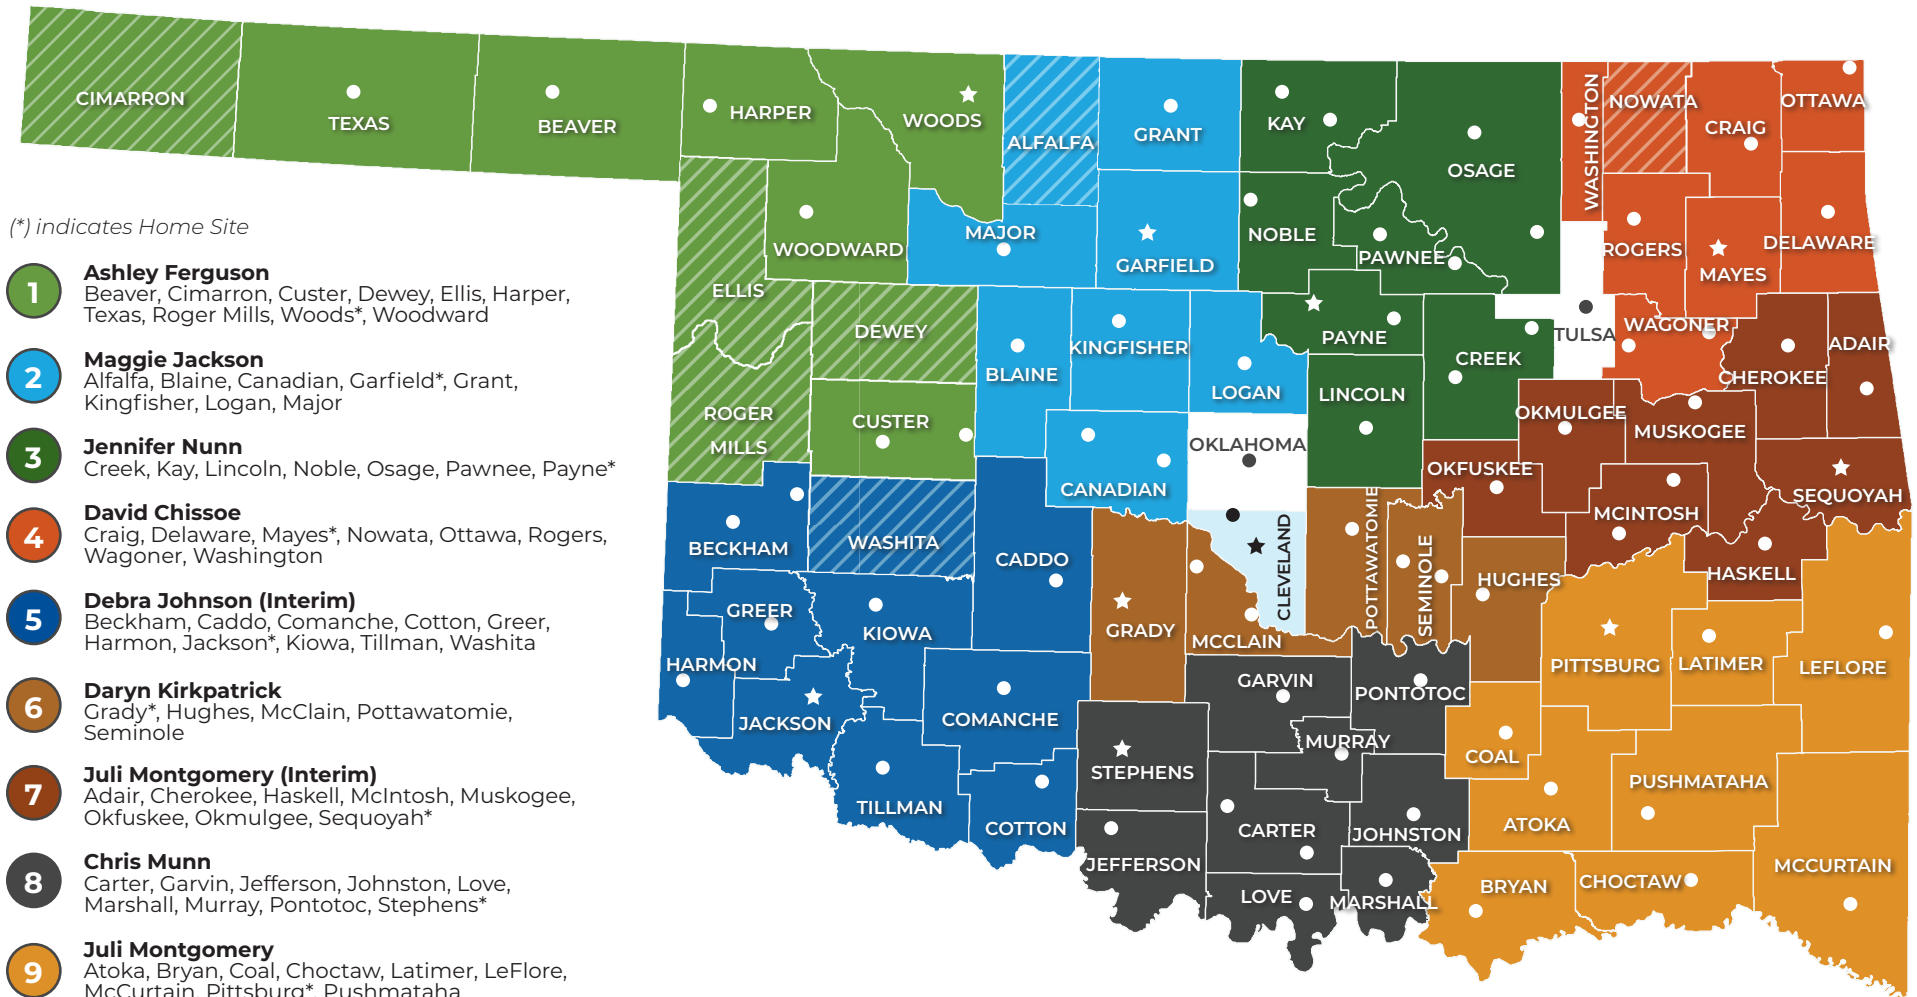 (*) indicates Home Site
1
Ashley Ferguson
Beaver, Cimarron, Custer, Dewey, Ellis, Harper,
Texas, Roger Mills, Woods*, Woodward
2
Maggie Jackson
Alfalfa, Blaine, Canadian, Garfield*, Grant,
Kingfisher, Logan, Major
3
Jennifer Nunn
Creek, Kay, Lincoln, Noble, Osage, Pawnee, Payne*
4
David Chissoe
Craig, Delaware, Mayes*, Nowata, Ottawa, Rogers,
Wagoner, Washington
5
Debra Johnson (Interim)
Beckham, Caddo, Comanche, Cotton, Greer,
Harmon, Jackson*, Kiowa, Tillman, Washita
6
Daryn Kirkpatrick
Grady*, Hughes, McClain, Pottawatomie,
Seminole
7
Juli Montgomery (Interim)
Adair, Cherokee, Haskell, McIntosh, Muskogee,
Okfuskee, Okmulgee, Sequoyah*
8
Chris Munn
Carter, Garvin, Jefferson, Johnston, Love,
Marshall, Murray, Pontotoc, Stephens*
9
Juli Montgomery
Atoka, Bryan, Coal, Choctaw, Latimer, LeFlore,
McCurtain, Pittsburg*, Pushmataha
CIMARRON
TEXAS
BEAVER
HARPER
WOODS
ALFALFA
GRANT
KAY
OSAGE
WASHINGTON
NOWATA
CRAIG
OTTAWA
WOODWARD
MAJOR
GARFIELD
NOBLE
PAWNEE
ROGERS
MAYES
DELAWARE
ELLIS
DEWEY
BLAINE
KINGFISHER
LOGAN
PAYNE
CREEK
TULSA
WAGONER
CHEROKEE
ADAIR
ROGER
MILLS
CUSTER
CANADIAN
OKLAHOMA
LINCOLN
OKMULGEE
MUSKOGEE
OKFUSKEE
MCINTOSH
SEQUOYAH
BECKHAM
WASHITA
CADDO
GRADY
MCCLAIN
CLEVELAND
POTTAWATOMIE
SEMINOLE
HUGHES
HASKELL
GREER
KIOWA
HARMON
JACKSON
COMANCHE
TILLMAN
COTTON
STEPHENS
GARVIN
PONTOTOC
MURRAY
JEFFERSON
CARTER
JOHNSTON
LOVE
MARSHALL
PITTSBURG
LATIMER
LEFLORE
COAL
ATOKA
PUSHMATAHA
BRYAN
CHOCTAW
MCCURTAIN